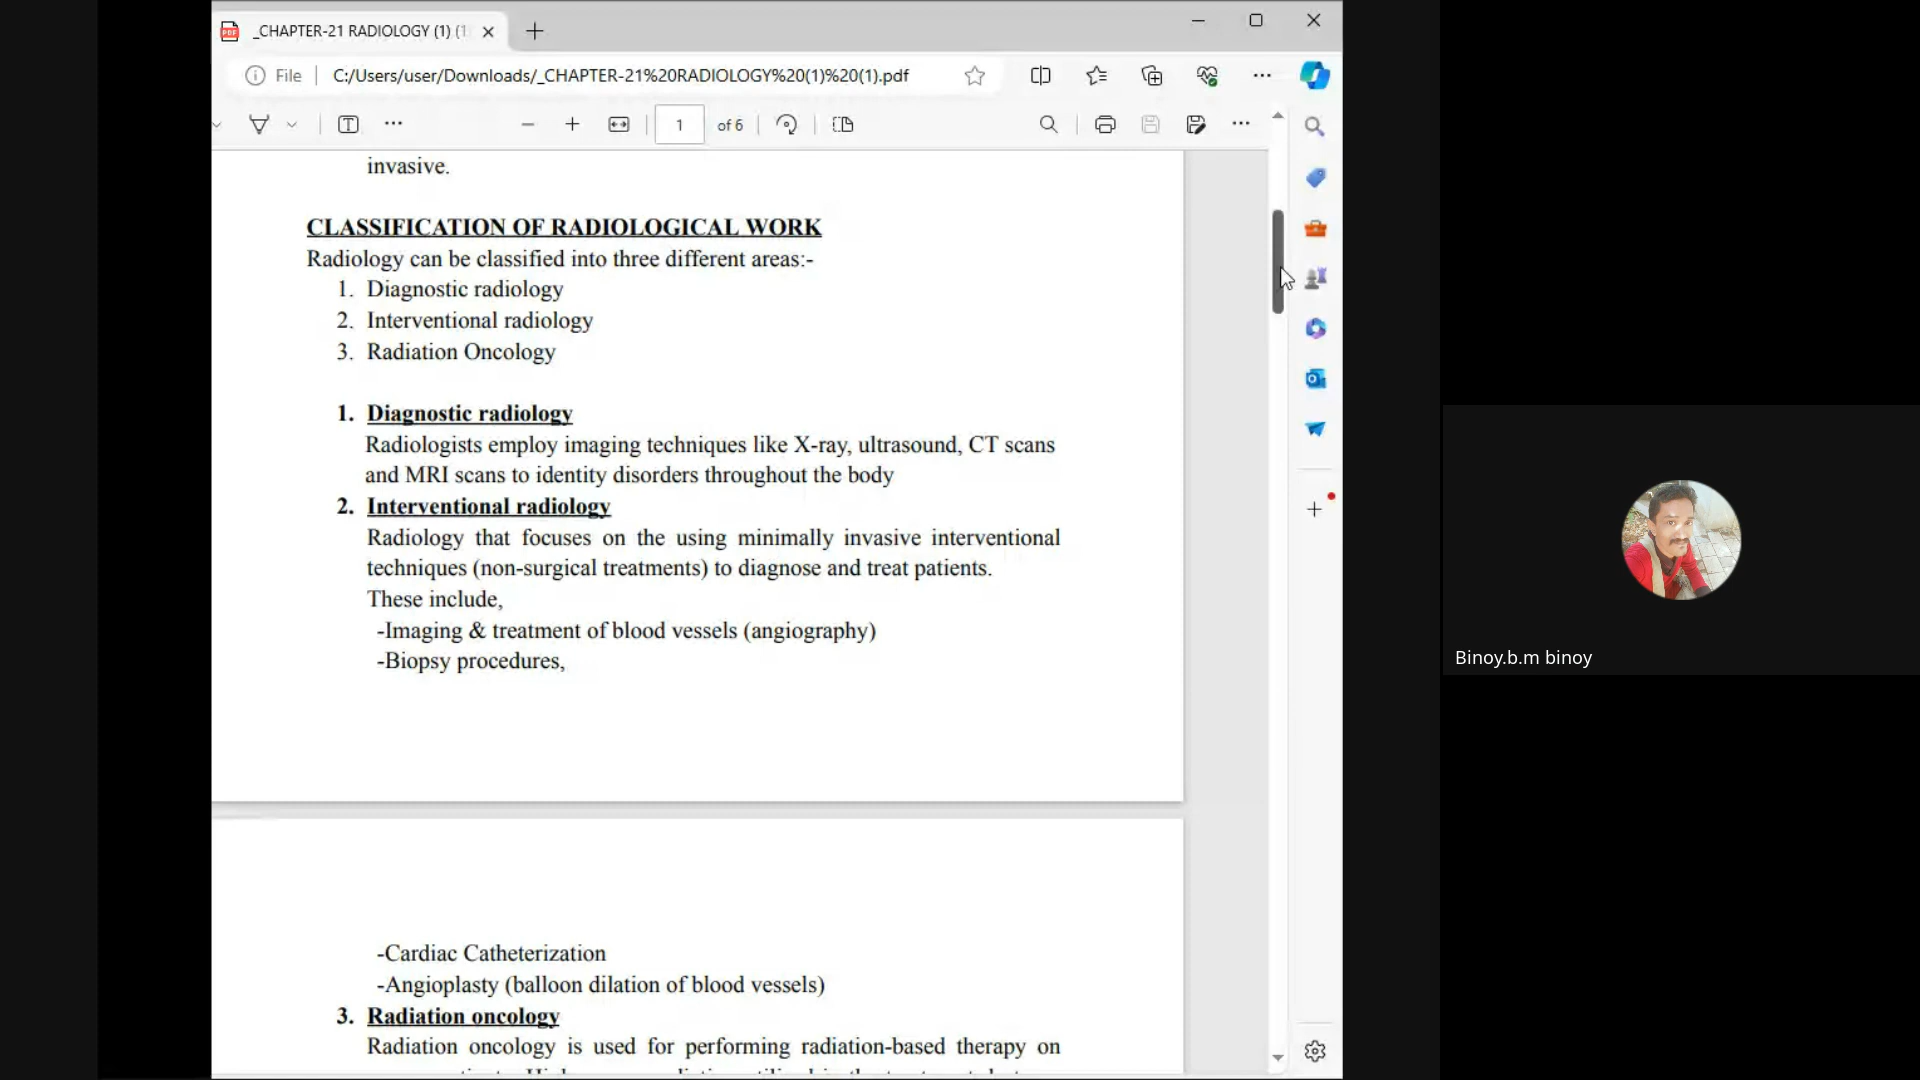 _CHAPTER-21 RADIOLOGY (1) (1
File
C:/Users/user/Downloads/_CHAPTER-21%20RADIOLOGY%20(1)%20(1).pdf
1 of 6
invasive.
CLASSIFICATION OF RADIOLOGICAL WORK
Radiology can be classified into three different areas:-
1. Diagnostic radiology
2. Interventional radiology
3. Radiation Oncology
1. Diagnostic radiology
Radiologists employ imaging techniques like X-ray, ultrasound, CT scans
and MRI scans to identity disorders throughout the body
2. Interventional radiology
Radiology that focuses on the using minimally invasive interventional
techniques (non-surgical treatments) to diagnose and treat patients.
These include,
-Imaging & treatment of blood vessels (angiography)
-Biopsy procedures,
-Cardiac Catheterization
-Angioplasty (balloon dilation of blood vessels)
3. Radiation oncology
Radiation oncology is used for performing radiation-based therapy on
Binoy.b.m binoy